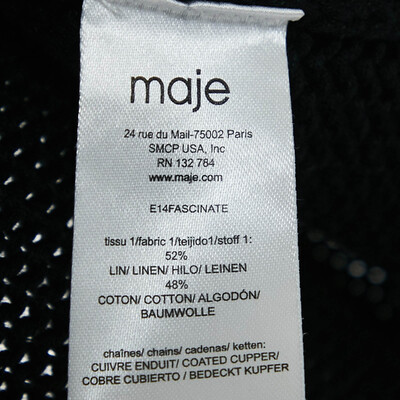 maje
24 rue du Mail-75002 Paris
SMCP USA, Inc
RN 132 784
www.maje.com
E14FASCINATE
tissu 1/fabric 1/teijido1/stoff 1:
52%
LIN/ LINEN/ HILO/ LEINEN
48%
COTON/ COTTON/ ALGODÓN/
BAUMWOLLE
chaînes/ chains/ cadenas/ ketten:
CUIVRE ENDUIT/ COATED CUPPER/
COBRE CUBIERTO / BEDECKT KUPFER